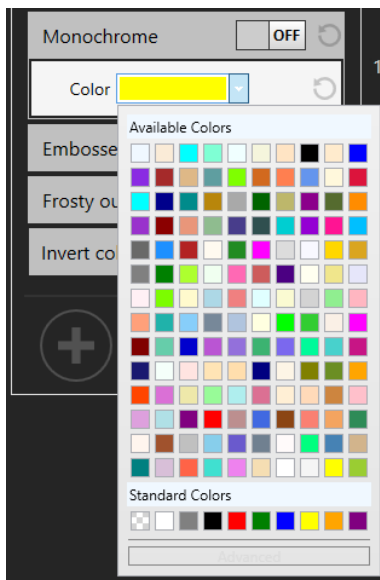 Monochrome
OFF
Color
Available Colors
Embosse
Frosty ou
Invert co
Standard Colors
Advanced